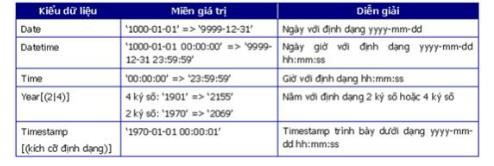 Kiểu dữ liệu Miền giá trị Diễn giải
Date '1000-01-01' => '9999-12-31' Ngày với định dạng yyyy-mm-dd
Datetime '1000-01-01 00:00:00' => '9999- Ngày giờ với định dạng yyyy-mm-dd
12-31 23:59:59' hh:mm:ss
Time '00:00:00' => '23:59:59' Giờ với định dạng hh:mm:ss
Year[(2|4)] 4 ký số: '1901' => '2155' Năm với định dạng 2 ký số hoặc 4 ký số
2 ký số: '1970' => '2069'
Timestamp '1970-01-01 00:00:01' Timestamp trình bày dưới dạng yyyy-mm-
[(kích cỡ định dạng)] dd hh:mm:ss